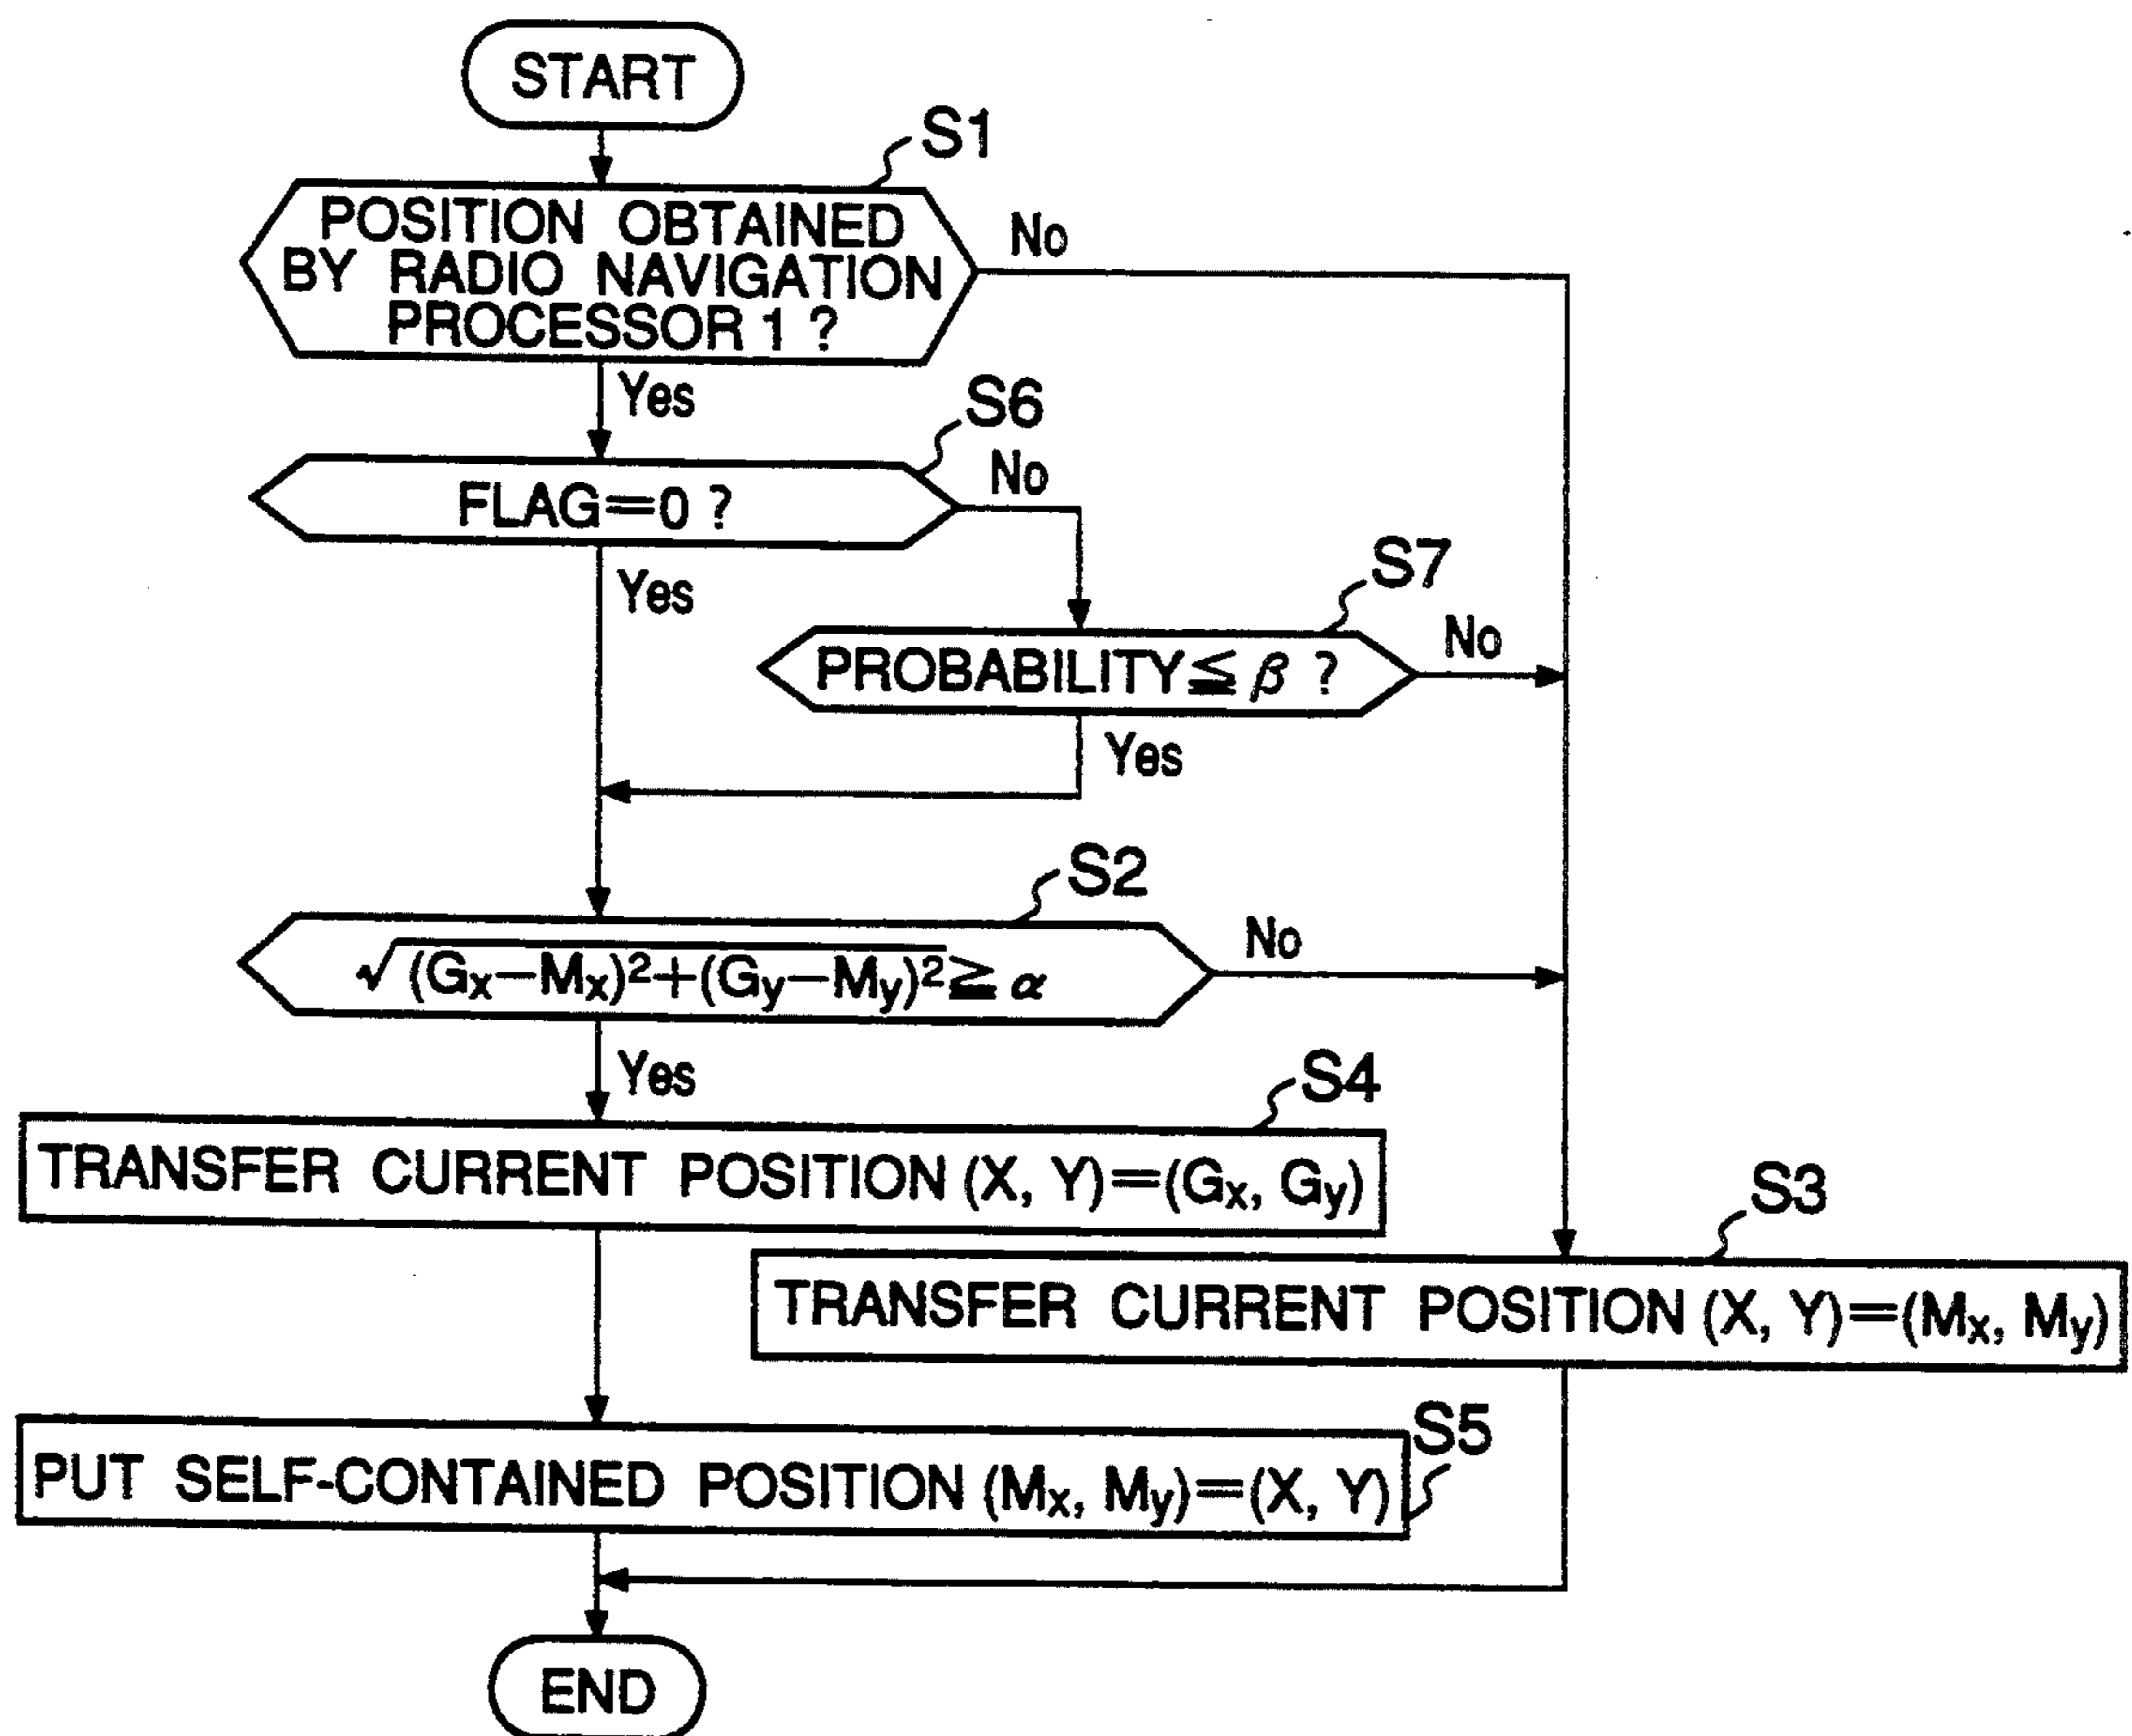 START
S1
POSITION OBTAINED
BY RADIO NAVIGATION
PROCESSOR 1 ?
No
Yes
S6
FLAG=0 ?
No
Yes
S7
PROBABILITY≦β ?
No
Yes
S2
√(Gx−Mx)²+(Gy−My)²≧α
No
Yes
S4
TRANSFER CURRENT POSITION (X, Y)=(Gx, Gy)
S3
TRANSFER CURRENT POSITION (X, Y)=(Mx, My)
S5
PUT SELF-CONTAINED POSITION (Mx, My)=(X, Y)
END